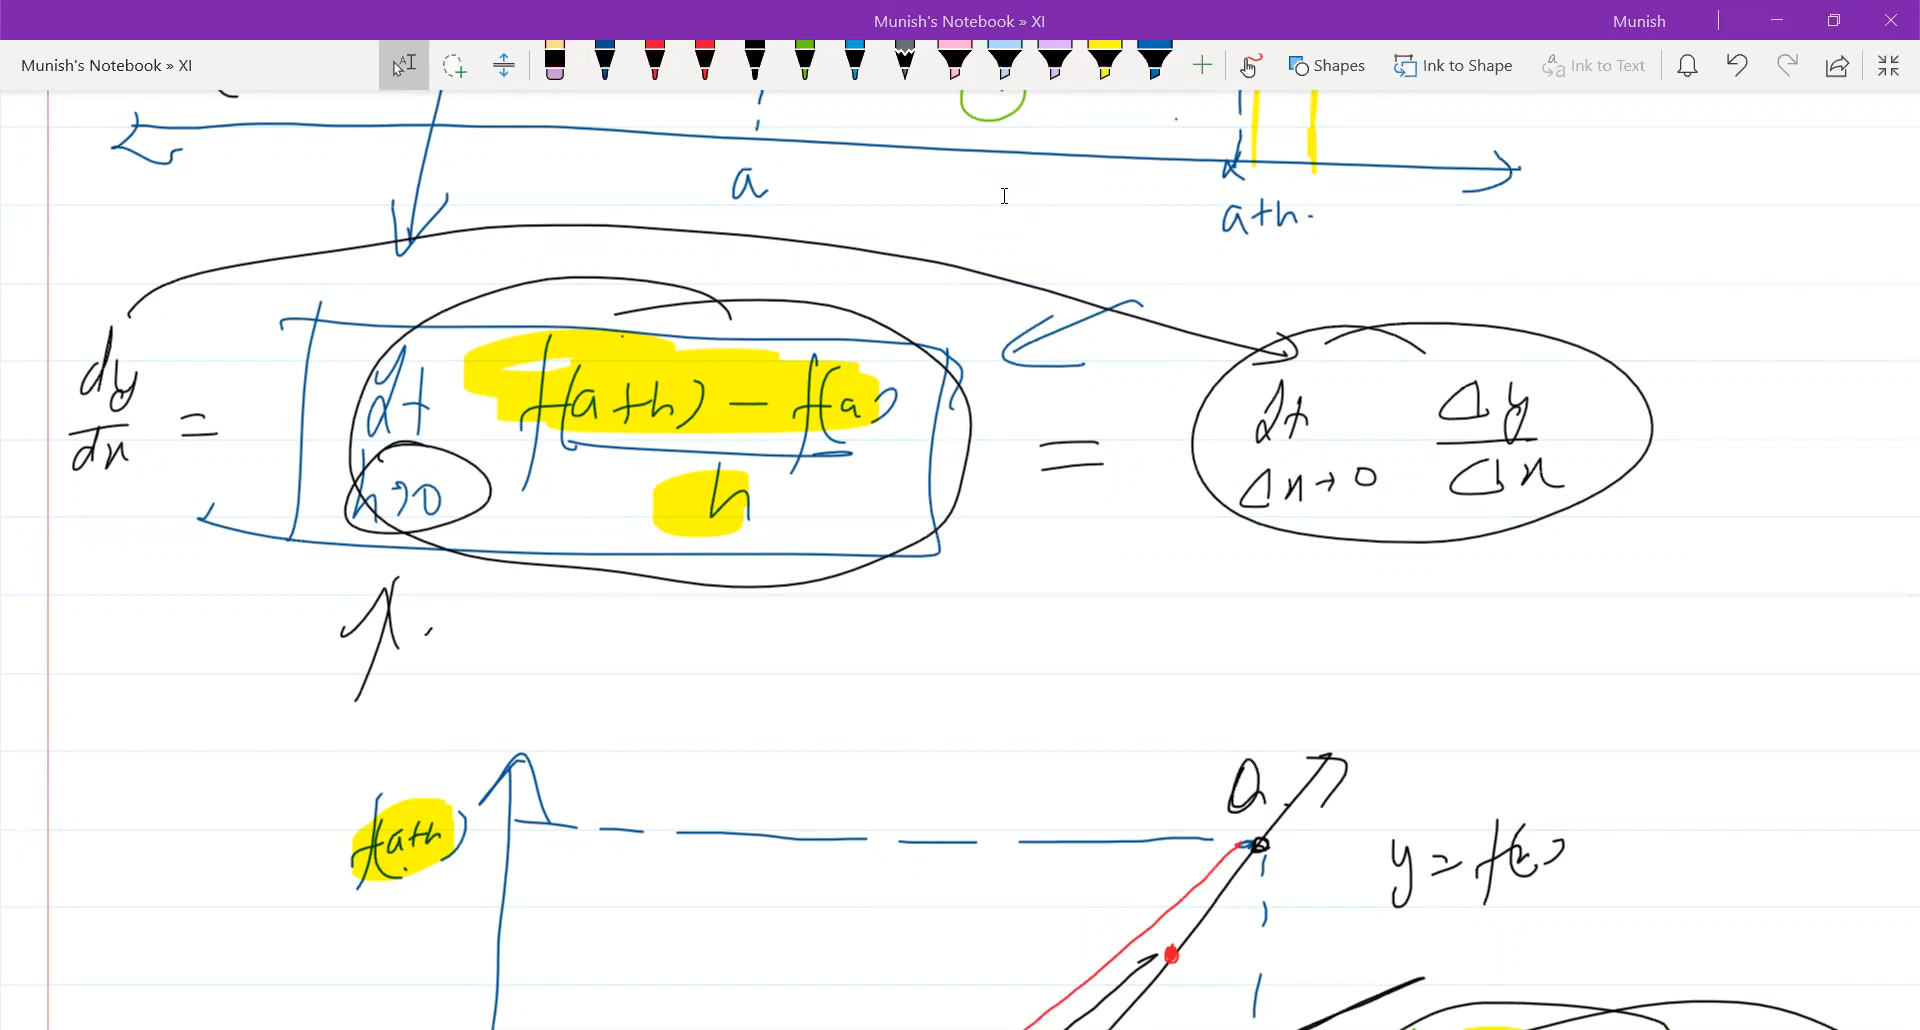 Munish's Notebook » XI
Munish
Munish's Notebook » XI
Shapes
Ink to Shape
Ink to Text
a
a+h.
dy/dx = lt h→0 f(a+h) - f(a) / h = lt Δx→0 Δy/Δx
f(a+h)
Q
y = f(x)